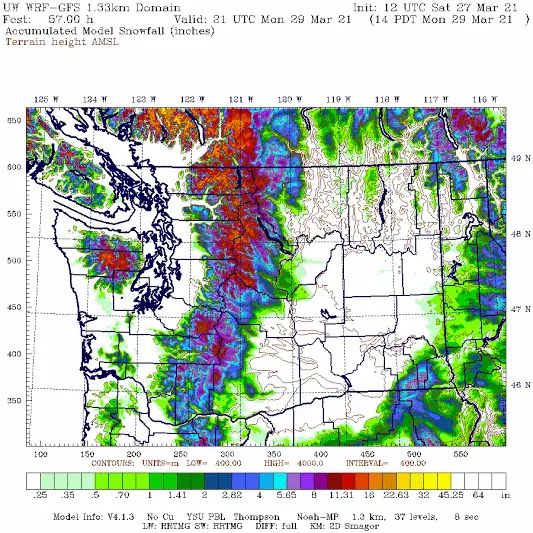 UW WRF-GFS 1.33km Domain Init: 12 UTC Sat 27 Mar 21
Fcst: 57.00 h Valid: 21 UTC Mon 29 Mar 21 (14 PDT Mon 29 Mar 21 )
Accumulated Model Snowfall (inches)
Terrain height AMSL
125 W 124 W 123 W 122 W 121 W 120 W 119 W 118 W 117 W 116 W
650
600
49 N
550
48 N
500
450
47 N
400
46 N
350
100 150 200 250 300 350 400 450 500 550
CONTOURS: UNITS=m LOW= 400.00 HIGH= 4000.0 INTERVAL= 400.00
.25 .35 .5 .70 1 1.41 2 2.82 4 5.65 8 11.31 16 22.63 32 45.25 64 in
Model Info: V4.1.3 No Cu YSU PBL Thompson Noah-MP 1.3 km, 37 levels, 8 sec
LW: RRTMG SW: RRTMG DIFF: full KM: 2D Smagor